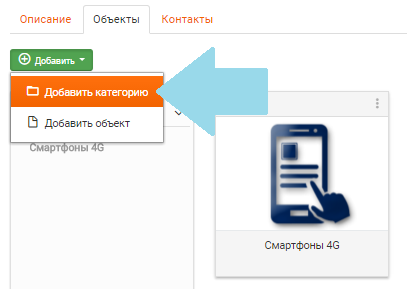 Описание Объекты Контакты
Добавить
Добавить категорию
Добавить объект
Смартфоны 4G
Смартфоны 4G